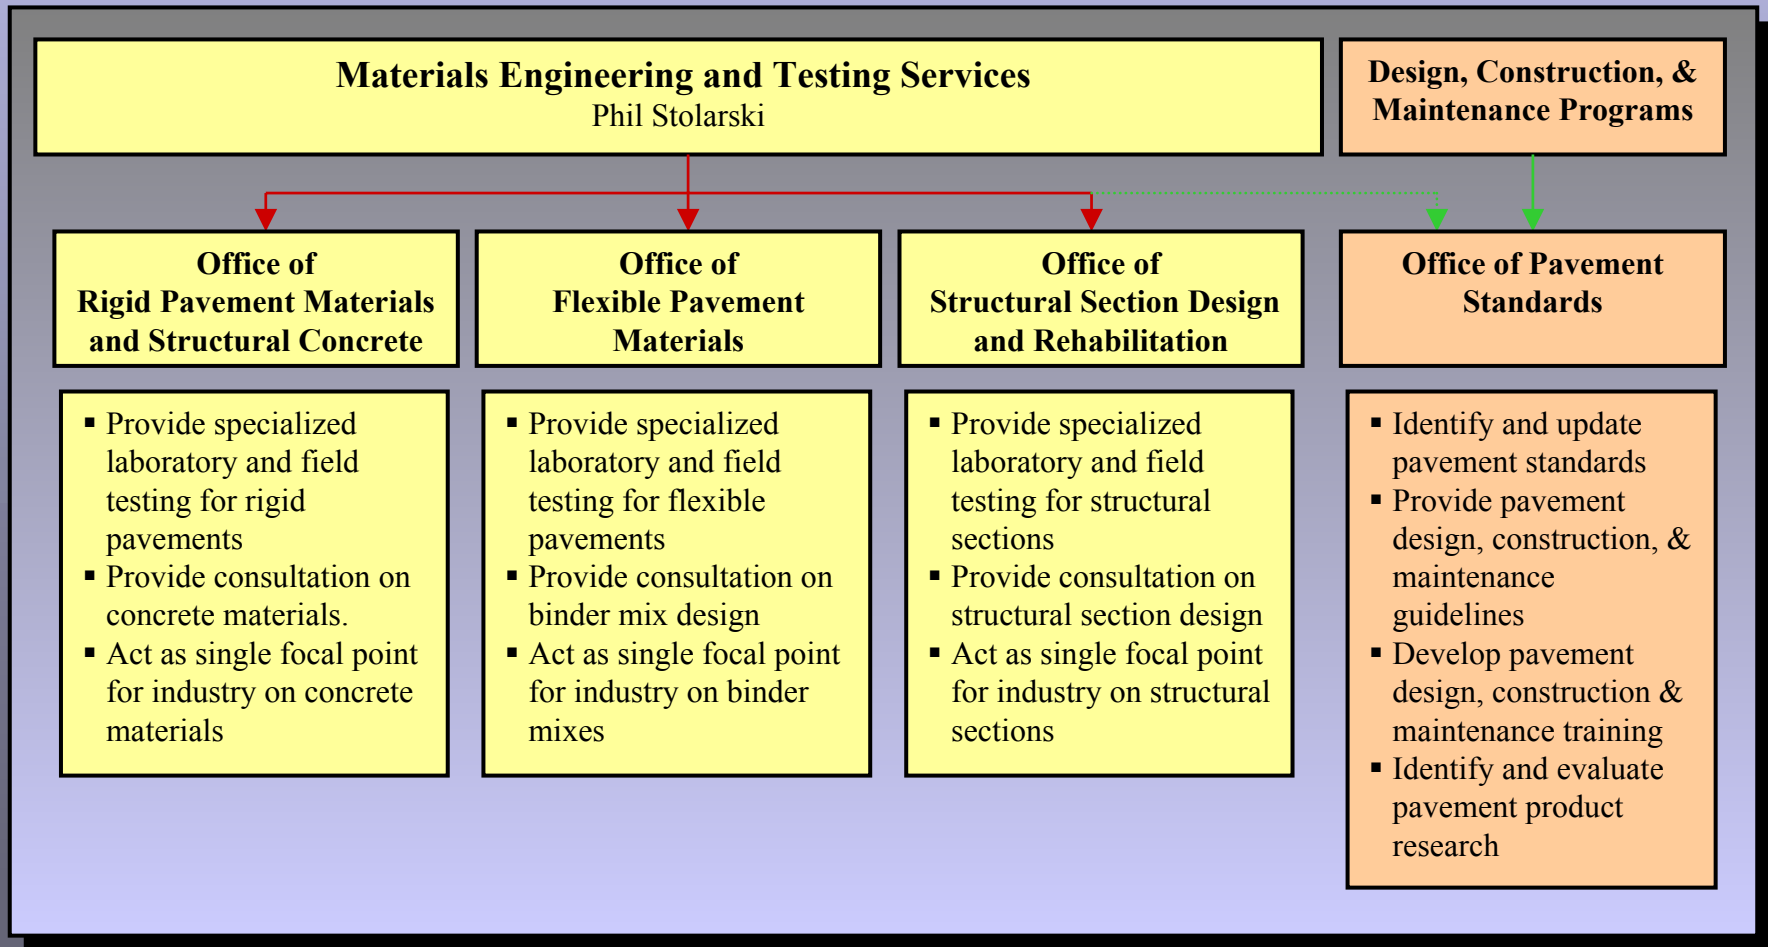 Materials Engineering and Testing Services
Phil Stolarski
Design, Construction, &
Maintenance Programs
Office of
Rigid Pavement Materials
and Structural Concrete
Office of
Flexible Pavement
Materials
Office of
Structural Section Design
and Rehabilitation
Office of Pavement
Standards
▪ Provide specialized
laboratory and field
testing for rigid
pavements
▪ Provide consultation on
concrete materials.
▪ Act as single focal point
for industry on concrete
materials
▪ Provide specialized
laboratory and field
testing for flexible
pavements
▪ Provide consultation on
binder mix design
▪ Act as single focal point
for industry on binder
mixes
▪ Provide specialized
laboratory and field
testing for structural
sections
▪ Provide consultation on
structural section design
▪ Act as single focal point
for industry on structural
sections
▪ Identify and update
pavement standards
▪ Provide pavement
design, construction, &
maintenance
guidelines
▪ Develop pavement
design, construction &
maintenance training
▪ Identify and evaluate
pavement product
research